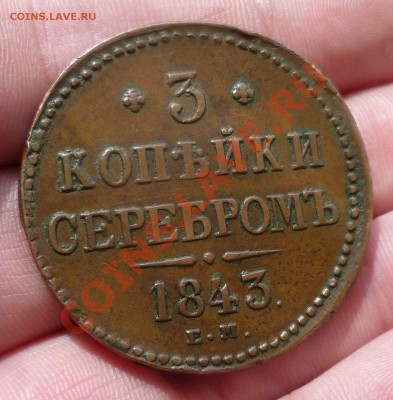 COINS.LAVE.RU
3
КОПѢЙКИ
СЕРЕБРОМЪ
1843.
Е.М.
COINS.LAVE.RU